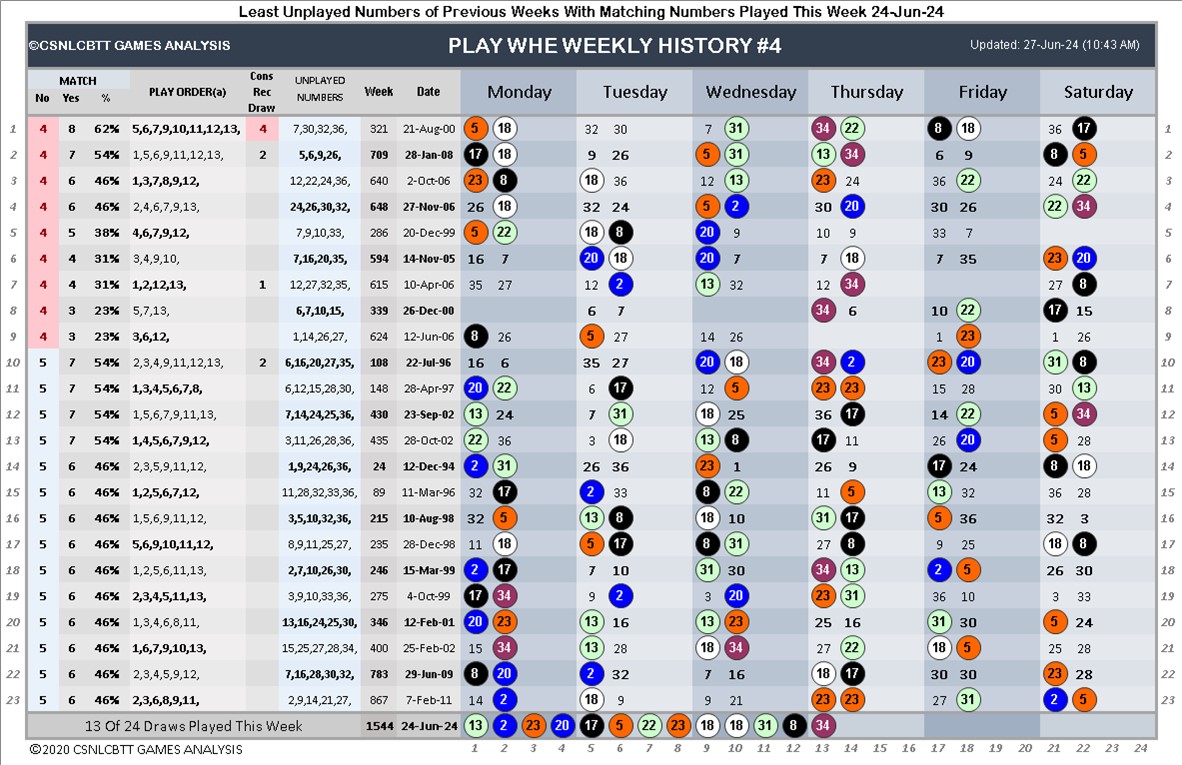 Least Unplayed Numbers of Previous Weeks With Matching Numbers Played This Week 24-Jun-24
©CSNLCBTT GAMES ANALYSIS PLAY WHE WEEKLY HISTORY #4 Updated: 27-Jun-24 (10:43 AM)
MATCH PLAY ORDER(a) Cons Rec Draw UNPLAYED NUMBERS Week Date Monday Tuesday Wednesday Thursday Friday Saturday
No Yes %
1 4 8 62% 5,6,7,9,10,11,12,13, 4 7,30,32,36, 321 21-Aug-00 5 18 32 30 7 31 34 22 8 18 36 17 1
2 4 7 54% 1,5,6,9,11,12,13, 2 5,6,9,26, 709 28-Jan-08 17 18 9 26 5 31 13 34 6 9 8 5 2
3 4 6 46% 1,3,7,8,9,12, 12,22,24,36, 640 2-Oct-06 23 8 18 36 12 13 23 24 36 22 24 22 3
4 4 6 46% 2,4,6,7,9,13, 24,26,30,32, 648 27-Nov-06 26 18 32 24 5 2 30 20 30 26 22 34 4
5 4 5 38% 4,6,7,9,12, 7,9,10,33, 286 20-Dec-99 5 22 18 8 20 9 10 9 33 7 5
6 4 4 31% 3,4,9,10, 7,16,20,35, 594 14-Nov-05 16 7 20 18 20 7 7 18 7 35 23 20 6
7 4 4 31% 1,2,12,13, 1 12,27,32,35, 615 10-Apr-06 35 27 12 2 13 32 12 34 27 8 7
8 4 3 23% 5,7,13, 6,7,10,15, 339 26-Dec-00 6 7 34 6 10 22 17 15 8
9 4 3 23% 3,6,12, 1,14,26,27, 624 12-Jun-06 8 26 5 27 14 26 1 23 1 26 9
10 5 7 54% 2,3,4,9,11,12,13, 2 6,16,20,27,35, 108 22-Jul-96 16 6 35 27 20 18 34 2 23 20 31 8 10
11 5 7 54% 1,3,4,5,6,7,8, 6,12,15,28,30, 148 28-Apr-97 20 22 6 17 12 5 23 23 15 28 30 13 11
12 5 7 54% 1,5,6,7,9,11,13, 7,14,24,25,36, 430 23-Sep-02 13 24 7 31 18 25 36 17 14 22 5 34 12
13 5 7 54% 1,4,5,6,7,9,12, 3,11,26,28,36, 435 28-Oct-02 22 36 3 18 13 8 17 11 26 20 5 28 13
14 5 6 46% 2,3,5,9,11,12, 1,9,24,26,36, 24 12-Dec-94 2 31 26 36 23 1 26 9 17 24 8 18 14
15 5 6 46% 1,2,5,6,7,12, 11,28,32,33,36, 89 11-Mar-96 32 17 2 33 8 22 11 5 13 32 36 28 15
16 5 6 46% 1,5,6,9,11,12, 3,5,10,32,36, 215 10-Aug-98 32 5 13 8 18 10 31 17 5 36 32 3 16
17 5 6 46% 5,6,9,10,11,12, 8,9,11,25,27, 235 28-Dec-98 11 18 5 17 8 31 27 8 9 25 18 8 17
18 5 6 46% 1,2,5,6,11,13, 2,7,10,26,30, 246 15-Mar-99 2 17 7 10 31 30 34 13 2 5 26 30 18
19 5 6 46% 2,3,4,5,11,13, 3,9,10,33,36, 275 4-Oct-99 17 34 9 2 3 20 23 31 36 10 3 33 19
20 5 6 46% 1,3,4,6,8,11, 13,16,24,25,30, 346 12-Feb-01 20 23 13 16 13 23 25 16 31 30 5 24 20
21 5 6 46% 1,6,7,9,10,13, 15,25,27,28,34, 400 25-Feb-02 15 34 13 28 18 34 27 22 18 5 25 28 21
22 5 6 46% 2,3,4,5,9,12, 7,16,28,30,32, 783 29-Jun-09 8 20 2 32 7 16 18 17 30 30 23 28 22
23 5 6 46% 2,3,6,8,9,11, 2,9,14,21,27, 867 7-Feb-11 14 2 18 9 9 21 23 23 27 31 2 5 23
13 Of 24 Draws Played This Week 1544 24-Jun-24 13 2 23 20 17 5 22 23 18 18 31 8 34
©2020 CSNLCBTT GAMES ANALYSIS 1 2 3 4 5 6 7 8 9 10 11 12 13 14 15 16 17 18 19 20 21 22 23 24